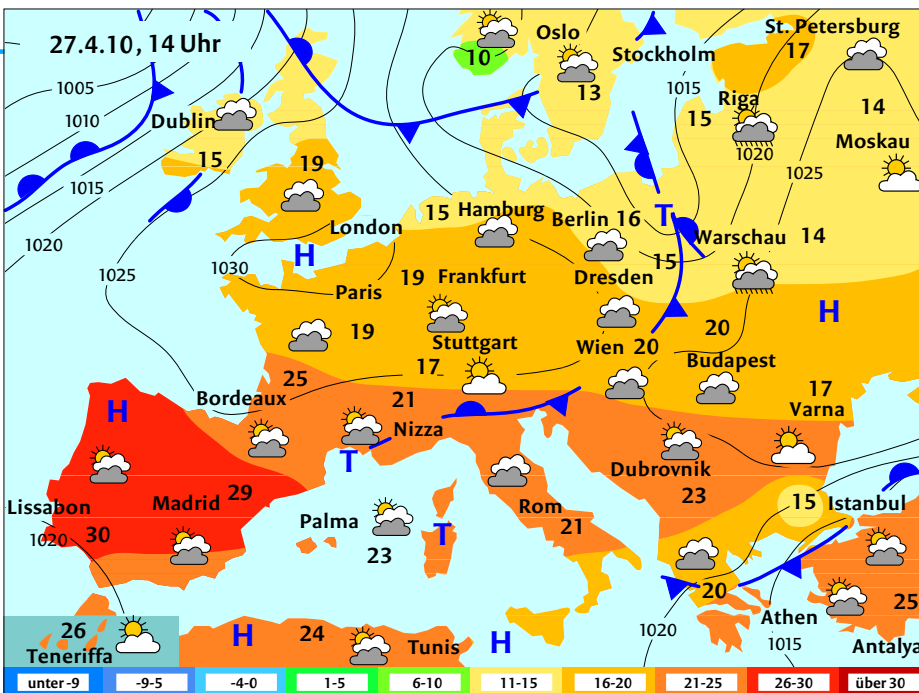 27.4.10, 14 Uhr
Oslo
St. Petersburg
Stockholm
17
10
13
1005
1015
Riga
14
1010
Dublin
15
Moskau
15
19
1020
1025
1015
15
Hamburg
Berlin 16
T
London
Warschau 14
1020
H
15
1025
1030
19
Frankfurt
Dresden
Paris
H
19
20
Stuttgart
Wien 20
17
Budapest
25
17
Bordeaux
21
Varna
H
Nizza
T
Dubrovnik
Lissabon
Madrid
29
23
15
Istanbul
Palma
Rom
30
21
T
1020
23
20
25
26
24
H
H
Athen
1020
1015
Teneriffa
Tunis
Antalya
unter -9
-9-5
-4-0
1-5
6-10
11-15
16-20
21-25
26-30
über 30